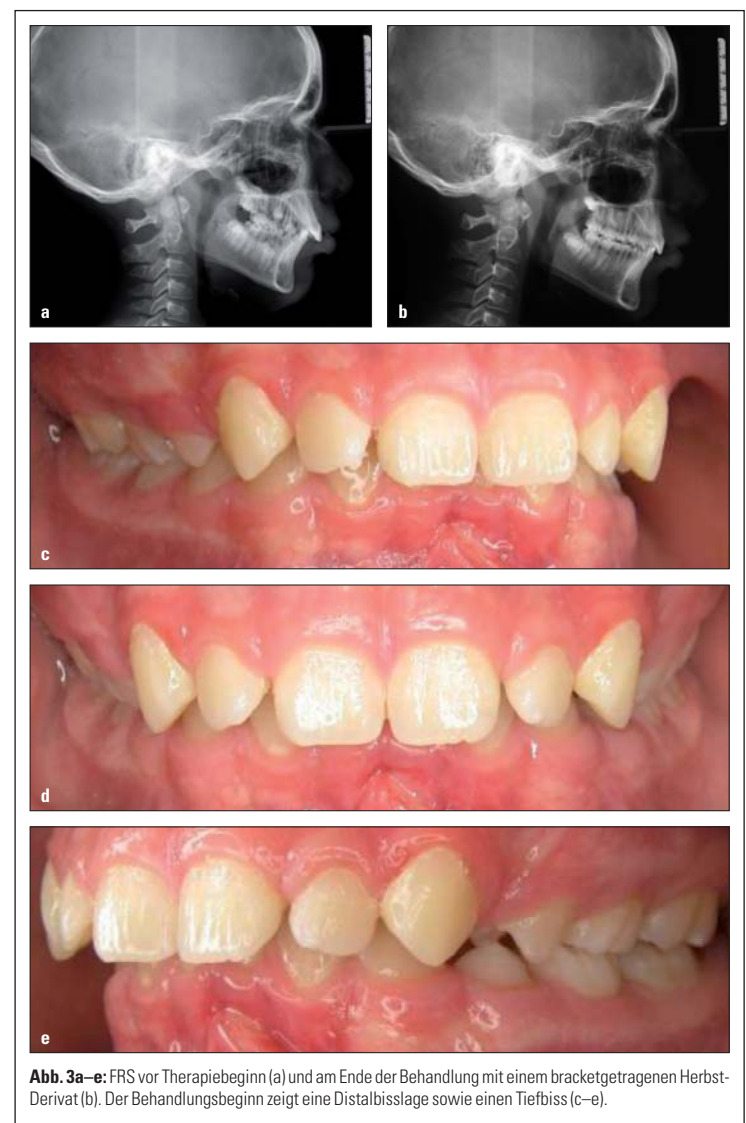 a
b
c
d
e
Abb. 3a–e: FRS vor Therapiebeginn (a) und am Ende der Behandlung mit einem bracketgetragenen Herbst-
Derivat (b). Der Behandlungsbeginn zeigt eine Distalbisslage sowie einen Tiefbiss (c–e).